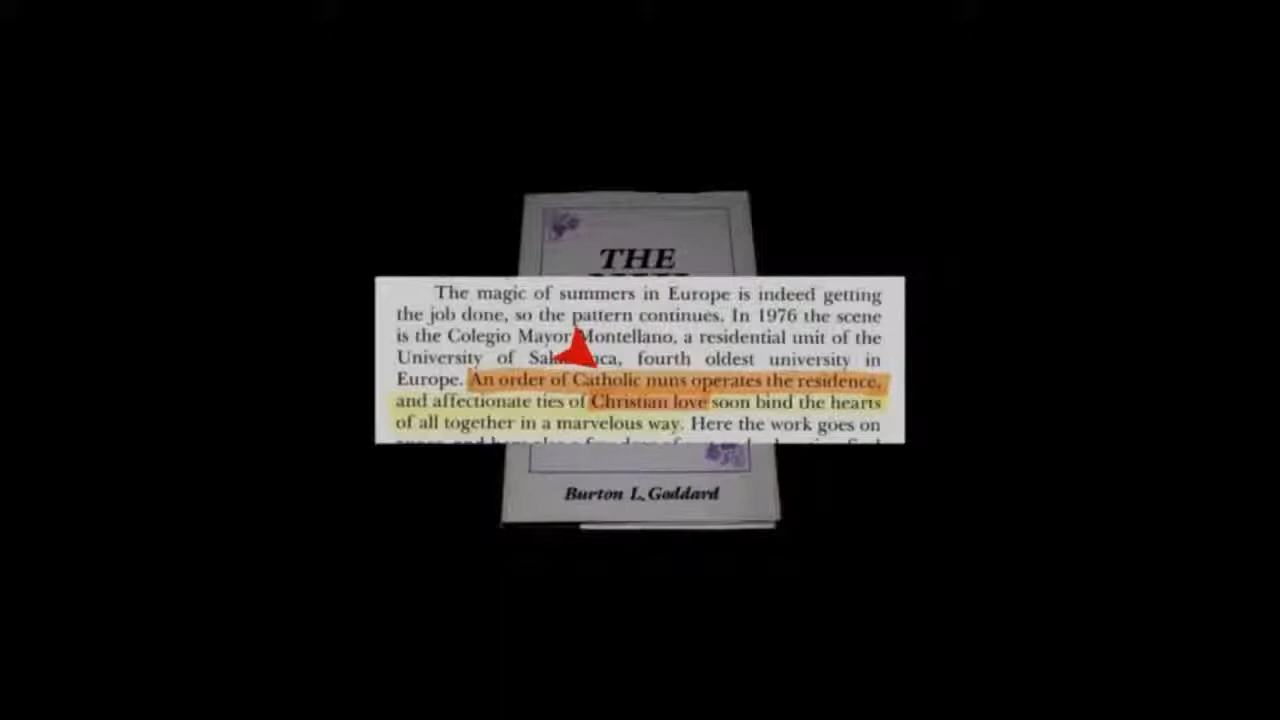 THE
The magic of summers in Europe is indeed getting
the job done, so the pattern continues. In 1976 the scene
is the Colegio Mayor Montellano, a residential unit of the
University of fourth oldest university in
Europe. An order of Catholic nuns operates the residence,
and affectionate ties of Christian love soon bind the hearts
of all together in a marvelous way. Here the work goes on
Burton L. Goddard